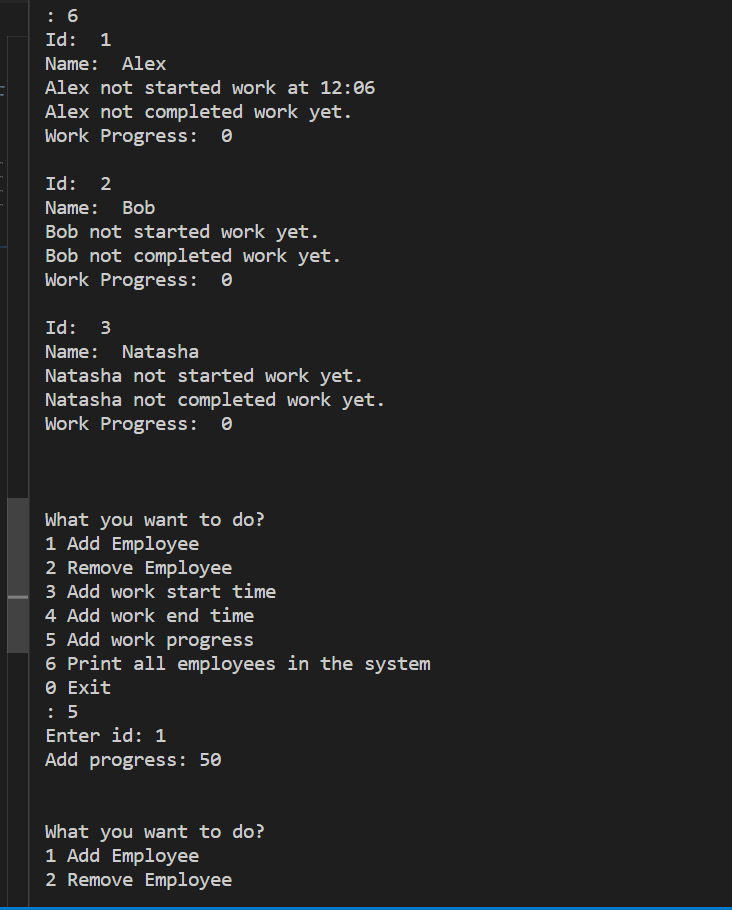 : 6
Id:  1
Name:  Alex
Alex not started work at 12:06
Alex not completed work yet.
Work Progress:  0
Id:  2
Name:  Bob
Bob not started work yet.
Bob not completed work yet.
Work Progress:  0
Id:  3
Name:  Natasha
Natasha not started work yet.
Natasha not completed work yet.
Work Progress:  0
What you want to do?
1 Add Employee
2 Remove Employee
3 Add work start time
4 Add work end time
5 Add work progress
6 Print all employees in the system
0 Exit
: 5
Enter id: 1
Add progress: 50
What you want to do?
1 Add Employee
2 Remove Employee